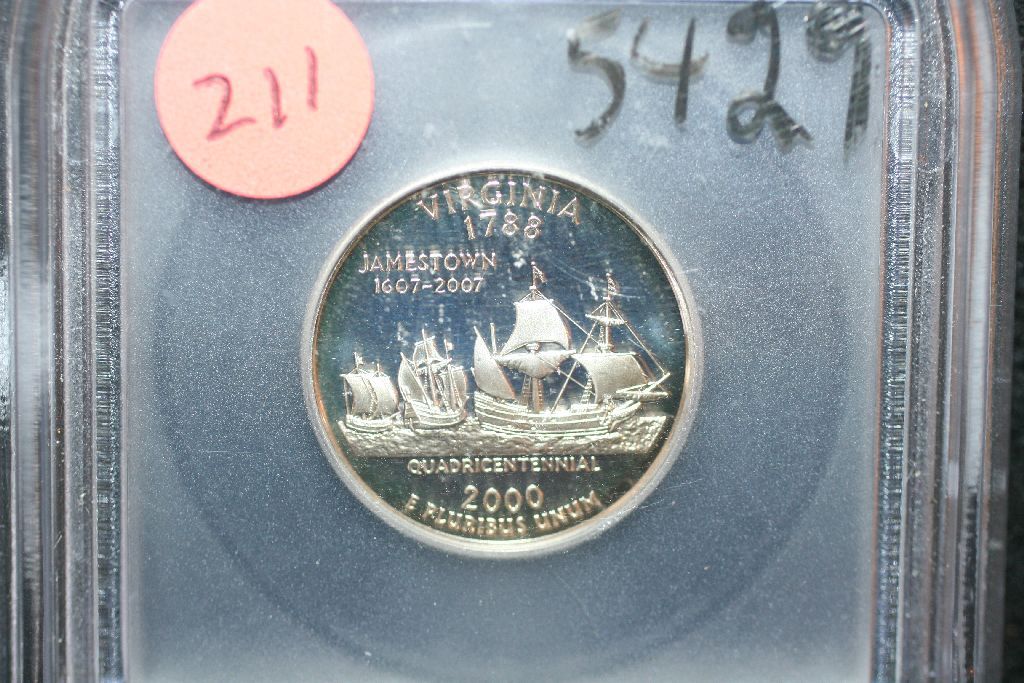 211
5429
VIRGINIA
1788
JAMESTOWN
1607-2007
QUADRICENTENNIAL
2000
E PLURIBUS UNUM